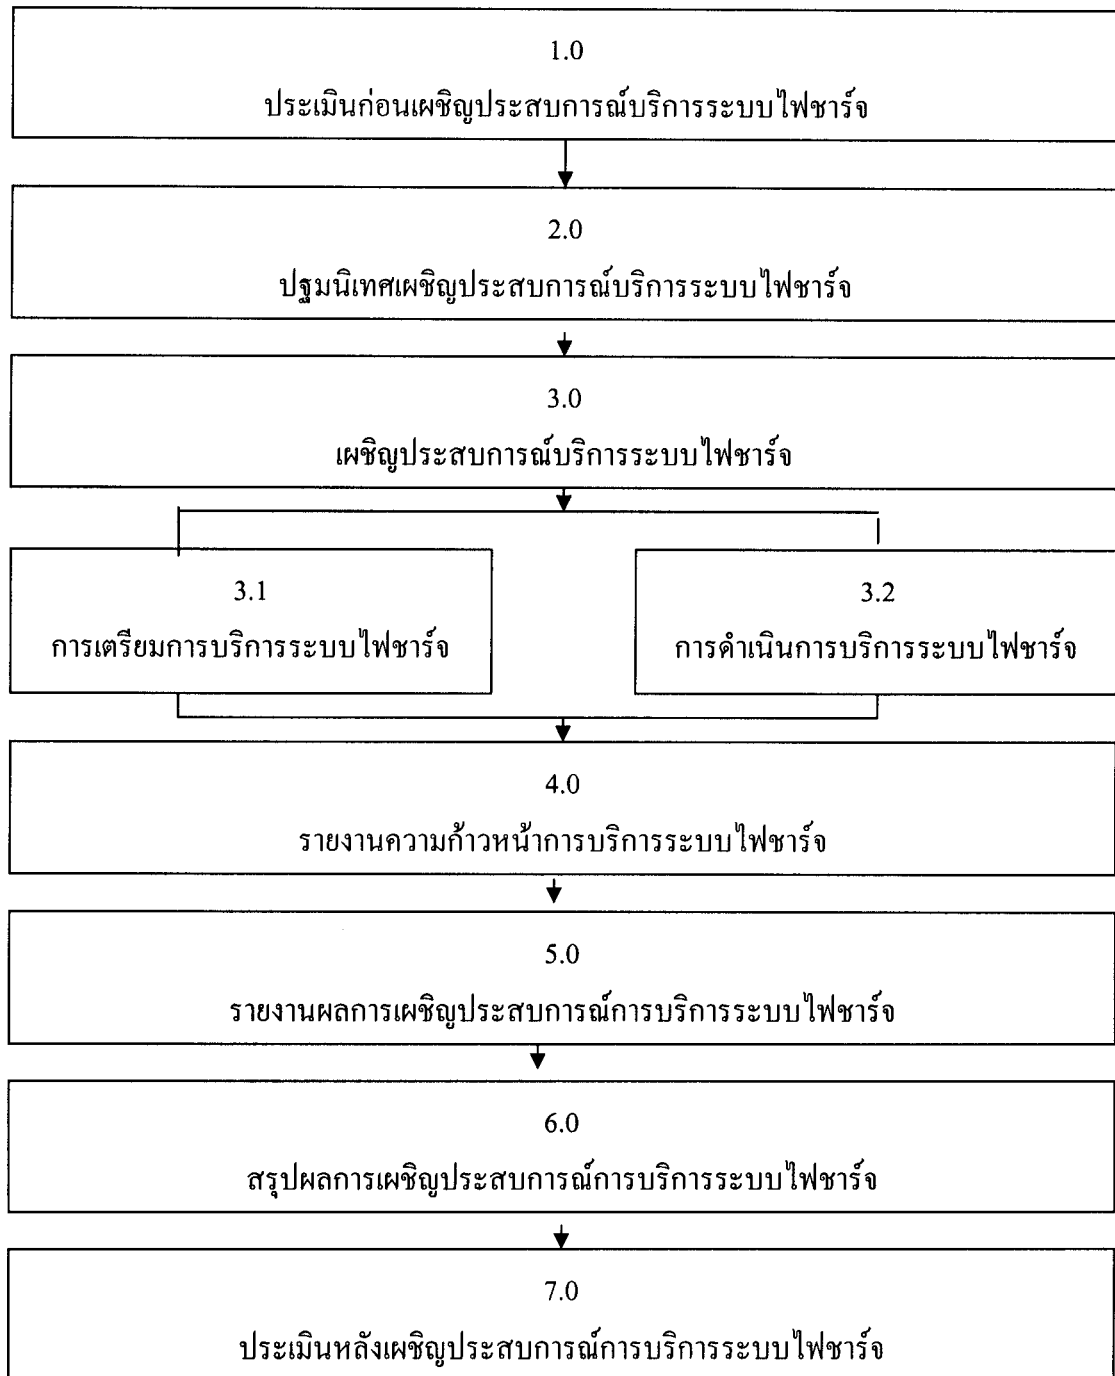 1.0
ประเมินก่อนเผชิญประสบการณ์บริการระบบไฟชาร์จ
2.0
ปฐมนิเทศเผชิญประสบการณ์บริการระบบไฟชาร์จ
3.0
เผชิญประสบการณ์บริการระบบไฟชาร์จ
3.1
การเตรียมการบริการระบบไฟชาร์จ
3.2
การดำเนินการบริการระบบไฟชาร์จ
4.0
รายงานความก้าวหน้าการบริการระบบไฟชาร์จ
5.0
รายงานผลการเผชิญประสบการณ์การบริการระบบไฟชาร์จ
6.0
สรุปผลการเผชิญประสบการณ์การบริการระบบไฟชาร์จ
7.0
ประเมินหลังเผชิญประสบการณ์การบริการระบบไฟชาร์จ